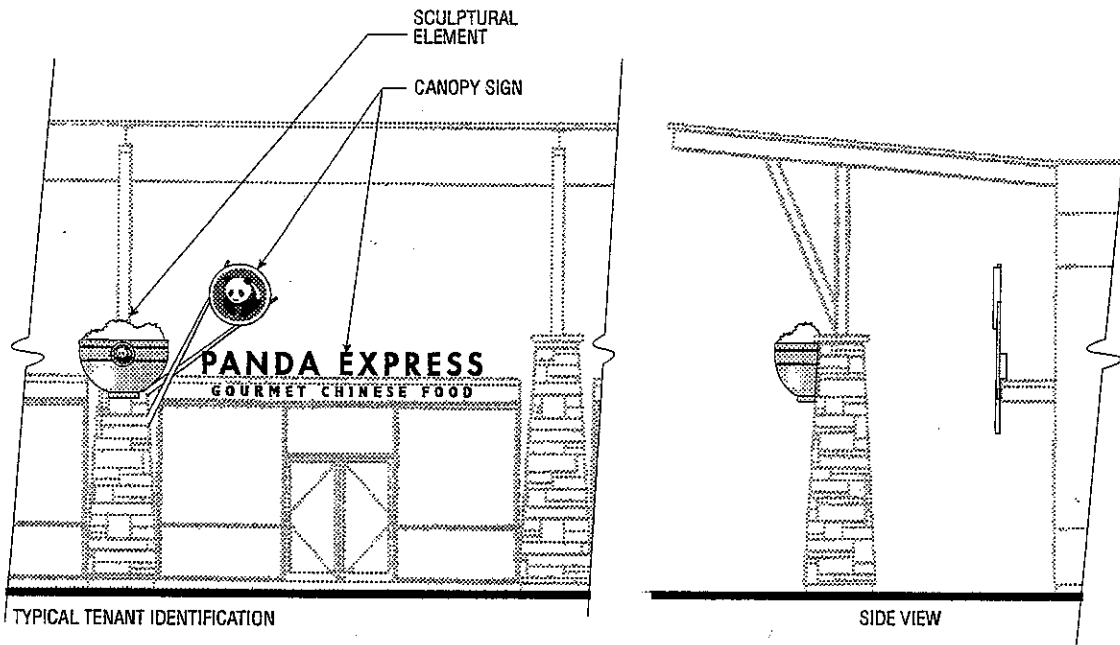 SCULPTURAL
ELEMENT
CANOPY SIGN
PANDA EXPRESS
GOURMET CHINESE FOOD
TYPICAL TENANT IDENTIFICATION
SIDE VIEW